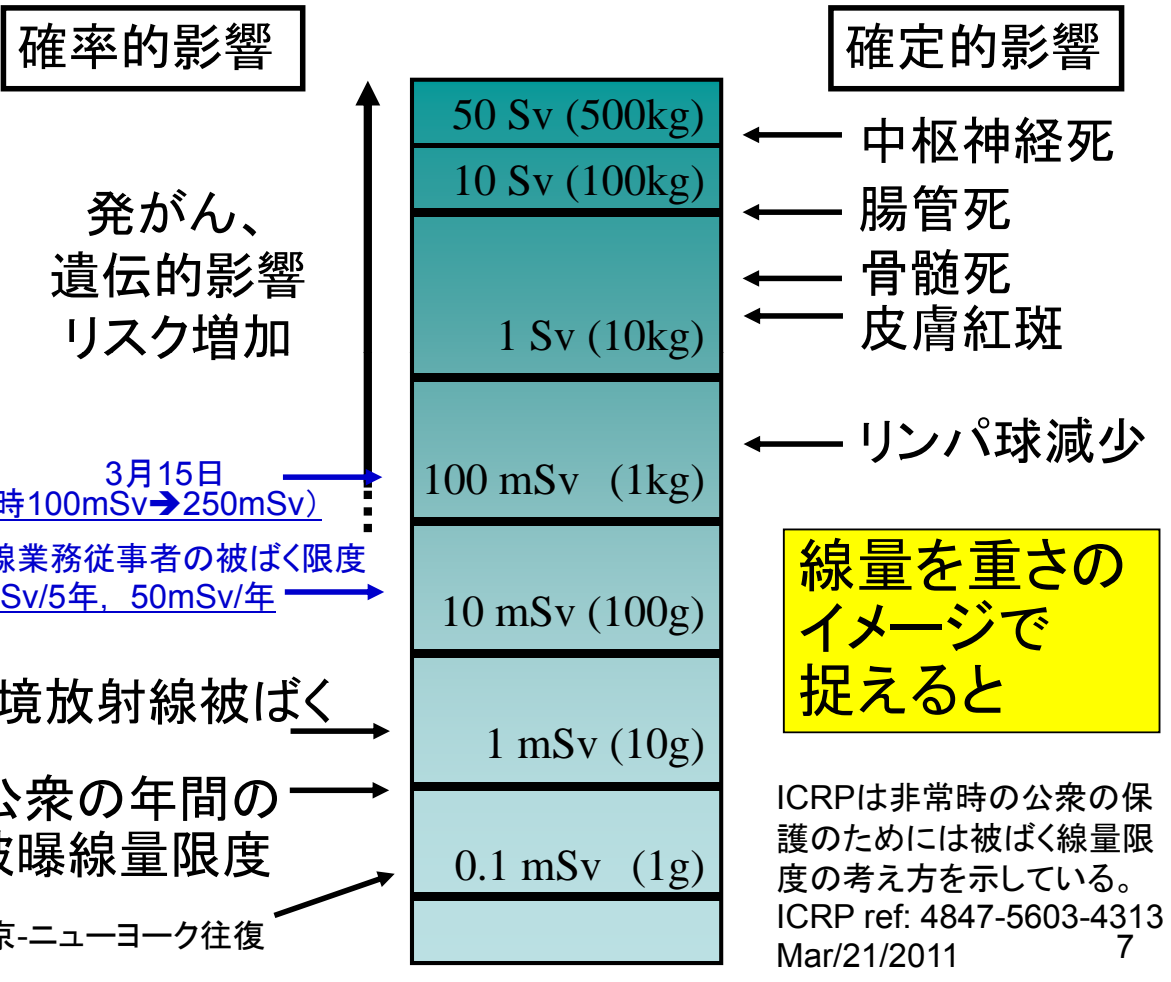 確率的影響
発がん、
遺伝的影響
リスク増加
3月15日
時100mSv➔250mSv）
線業務従事者の被ばく限度
Sv/5年, 50mSv/年
境放射線被ばく
公衆の年間の
被曝線量限度
京-ニューヨーク往復
50 Sv (500kg)
10 Sv (100kg)
1 Sv (10kg)
100 mSv (1kg)
10 mSv (100g)
1 mSv (10g)
0.1 mSv (1g)
確定的影響
中枢神経死
腸管死
骨髄死
皮膚紅斑
リンパ球減少
線量を重さの
イメージで
捉えると
ICRPは非常時の公衆の保
護のためには被ばく線量限
度の考え方を示している。
ICRP ref: 4847-5603-4313
Mar/21/2011
7